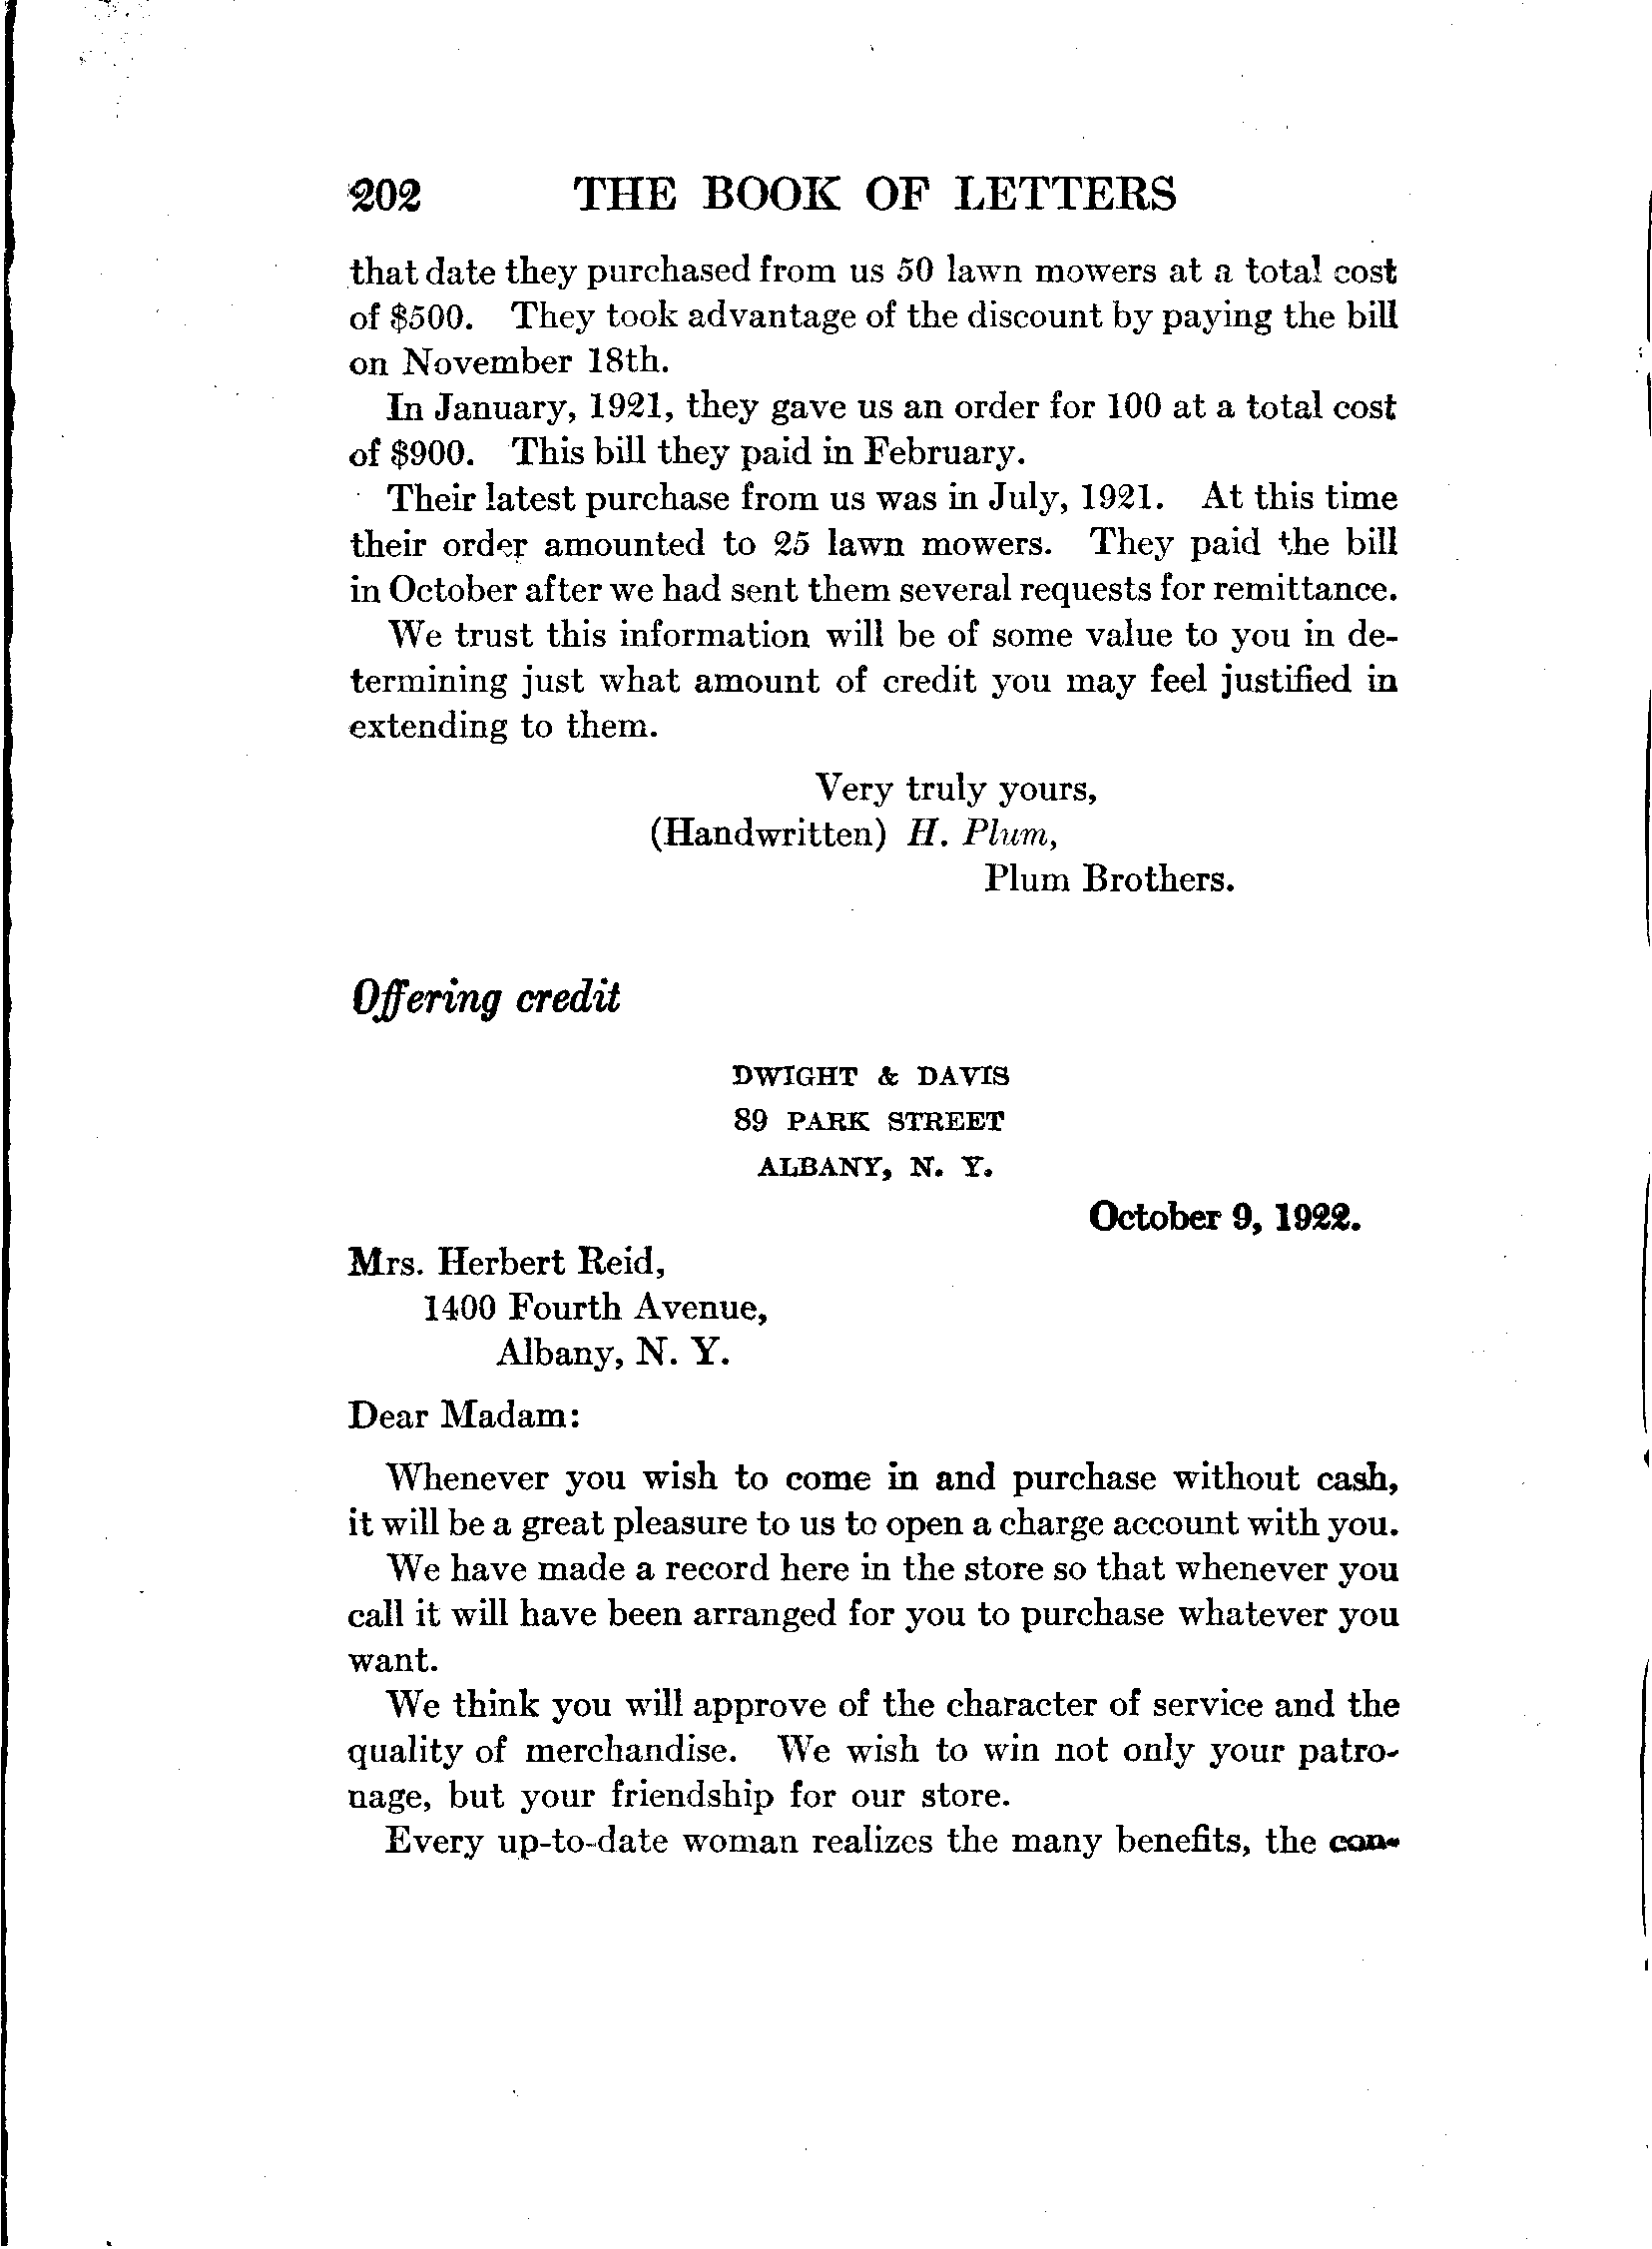 202 THE BOOK OF LETTERS
that date they purchased from us 50 lawn mowers at a total cost
of $500. They took advantage of the discount by paying the bill
on November 18th.
In January, 1921, they gave us an order for 100 at a total cost
of $900. This bill they paid in February.
Their latest purchase from us was in July, 1921. At this time
their order amounted to 25 lawn mowers. They paid the bill
in October after we had sent them several requests for remittance.
We trust this information will be of some value to you in de-
termining just what amount of credit you may feel justified in
extending to them.
Very truly yours,
(Handwritten) H. Plum,
Plum Brothers.
Offering credit
DWIGHT & DAVIS
89 PARK STREET
ALBANY, N. Y.
October 9, 1922.
Mrs. Herbert Reid,
1400 Fourth Avenue,
Albany, N. Y.
Dear Madam:
Whenever you wish to come in and purchase without cash,
it will be a great pleasure to us to open a charge account with you.
We have made a record here in the store so that whenever you
call it will have been arranged for you to purchase whatever you
want.
We think you will approve of the character of service and the
quality of merchandise. We wish to win not only your patro-
nage, but your friendship for our store.
Every up-to-date woman realizes the many benefits, the con-